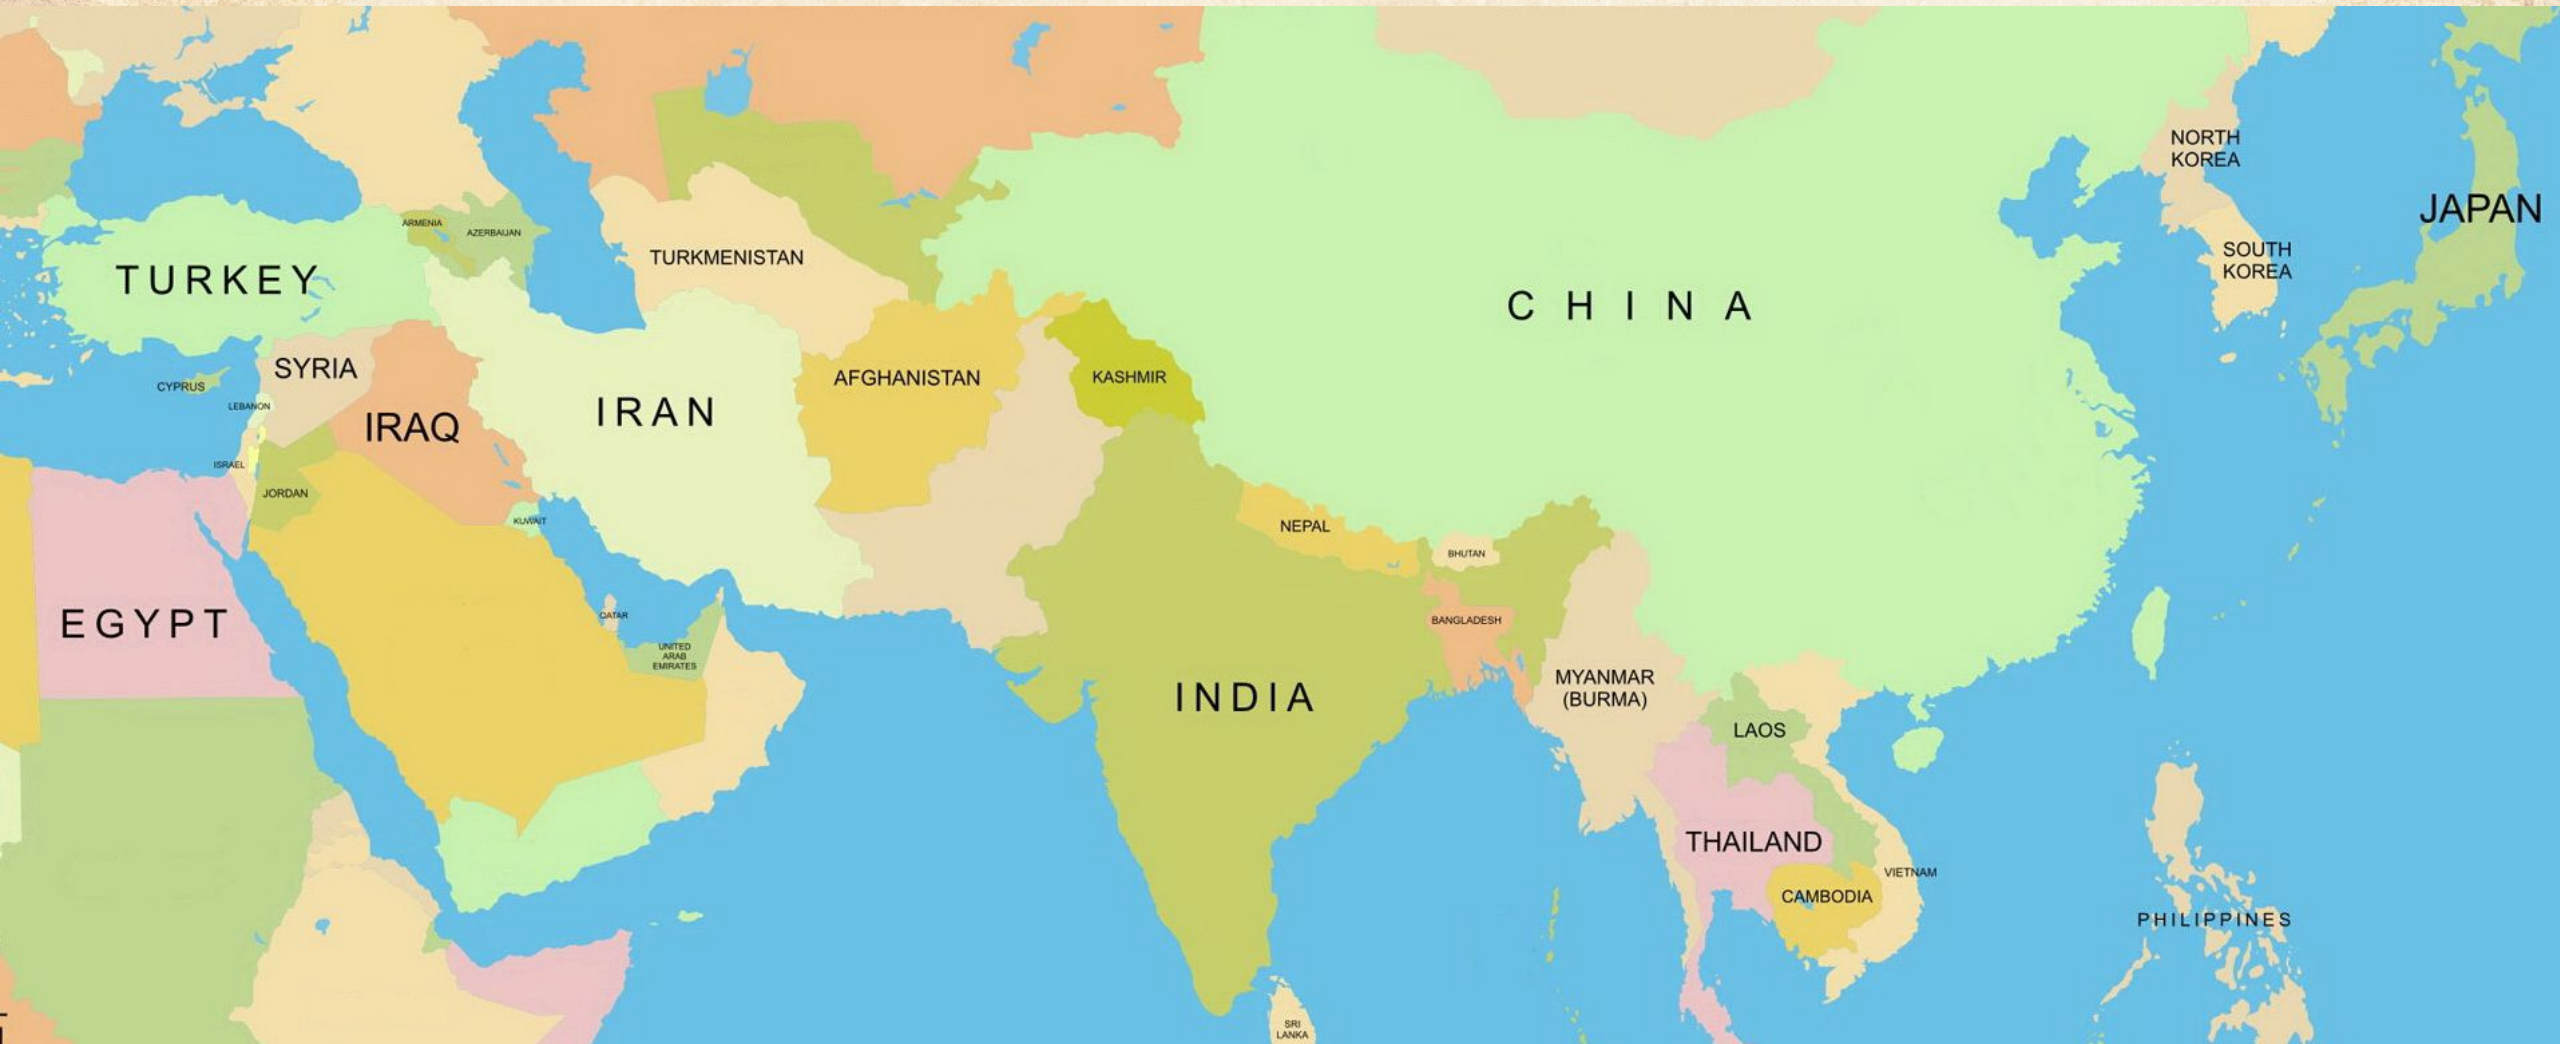 NORTH
KOREA
JAPAN
ARMENIA
AZERBAIJAN
TURKEY
TURKMENISTAN
SOUTH
KOREA
CHINA
SYRIA
CYPRUS
AFGHANISTAN
KASHMIR
LEBANON
IRAN
IRAQ
ISRAEL
JORDAN
KUWAIT
NEPAL
BHUTAN
EGYPT
QATAR
BANGLADESH
UNITED
ARAB
EMIRATES
INDIA
MYANMAR
(BURMA)
LAOS
THAILAND
VIETNAM
CAMBODIA
PHILIPPINES
SRI
LANKA